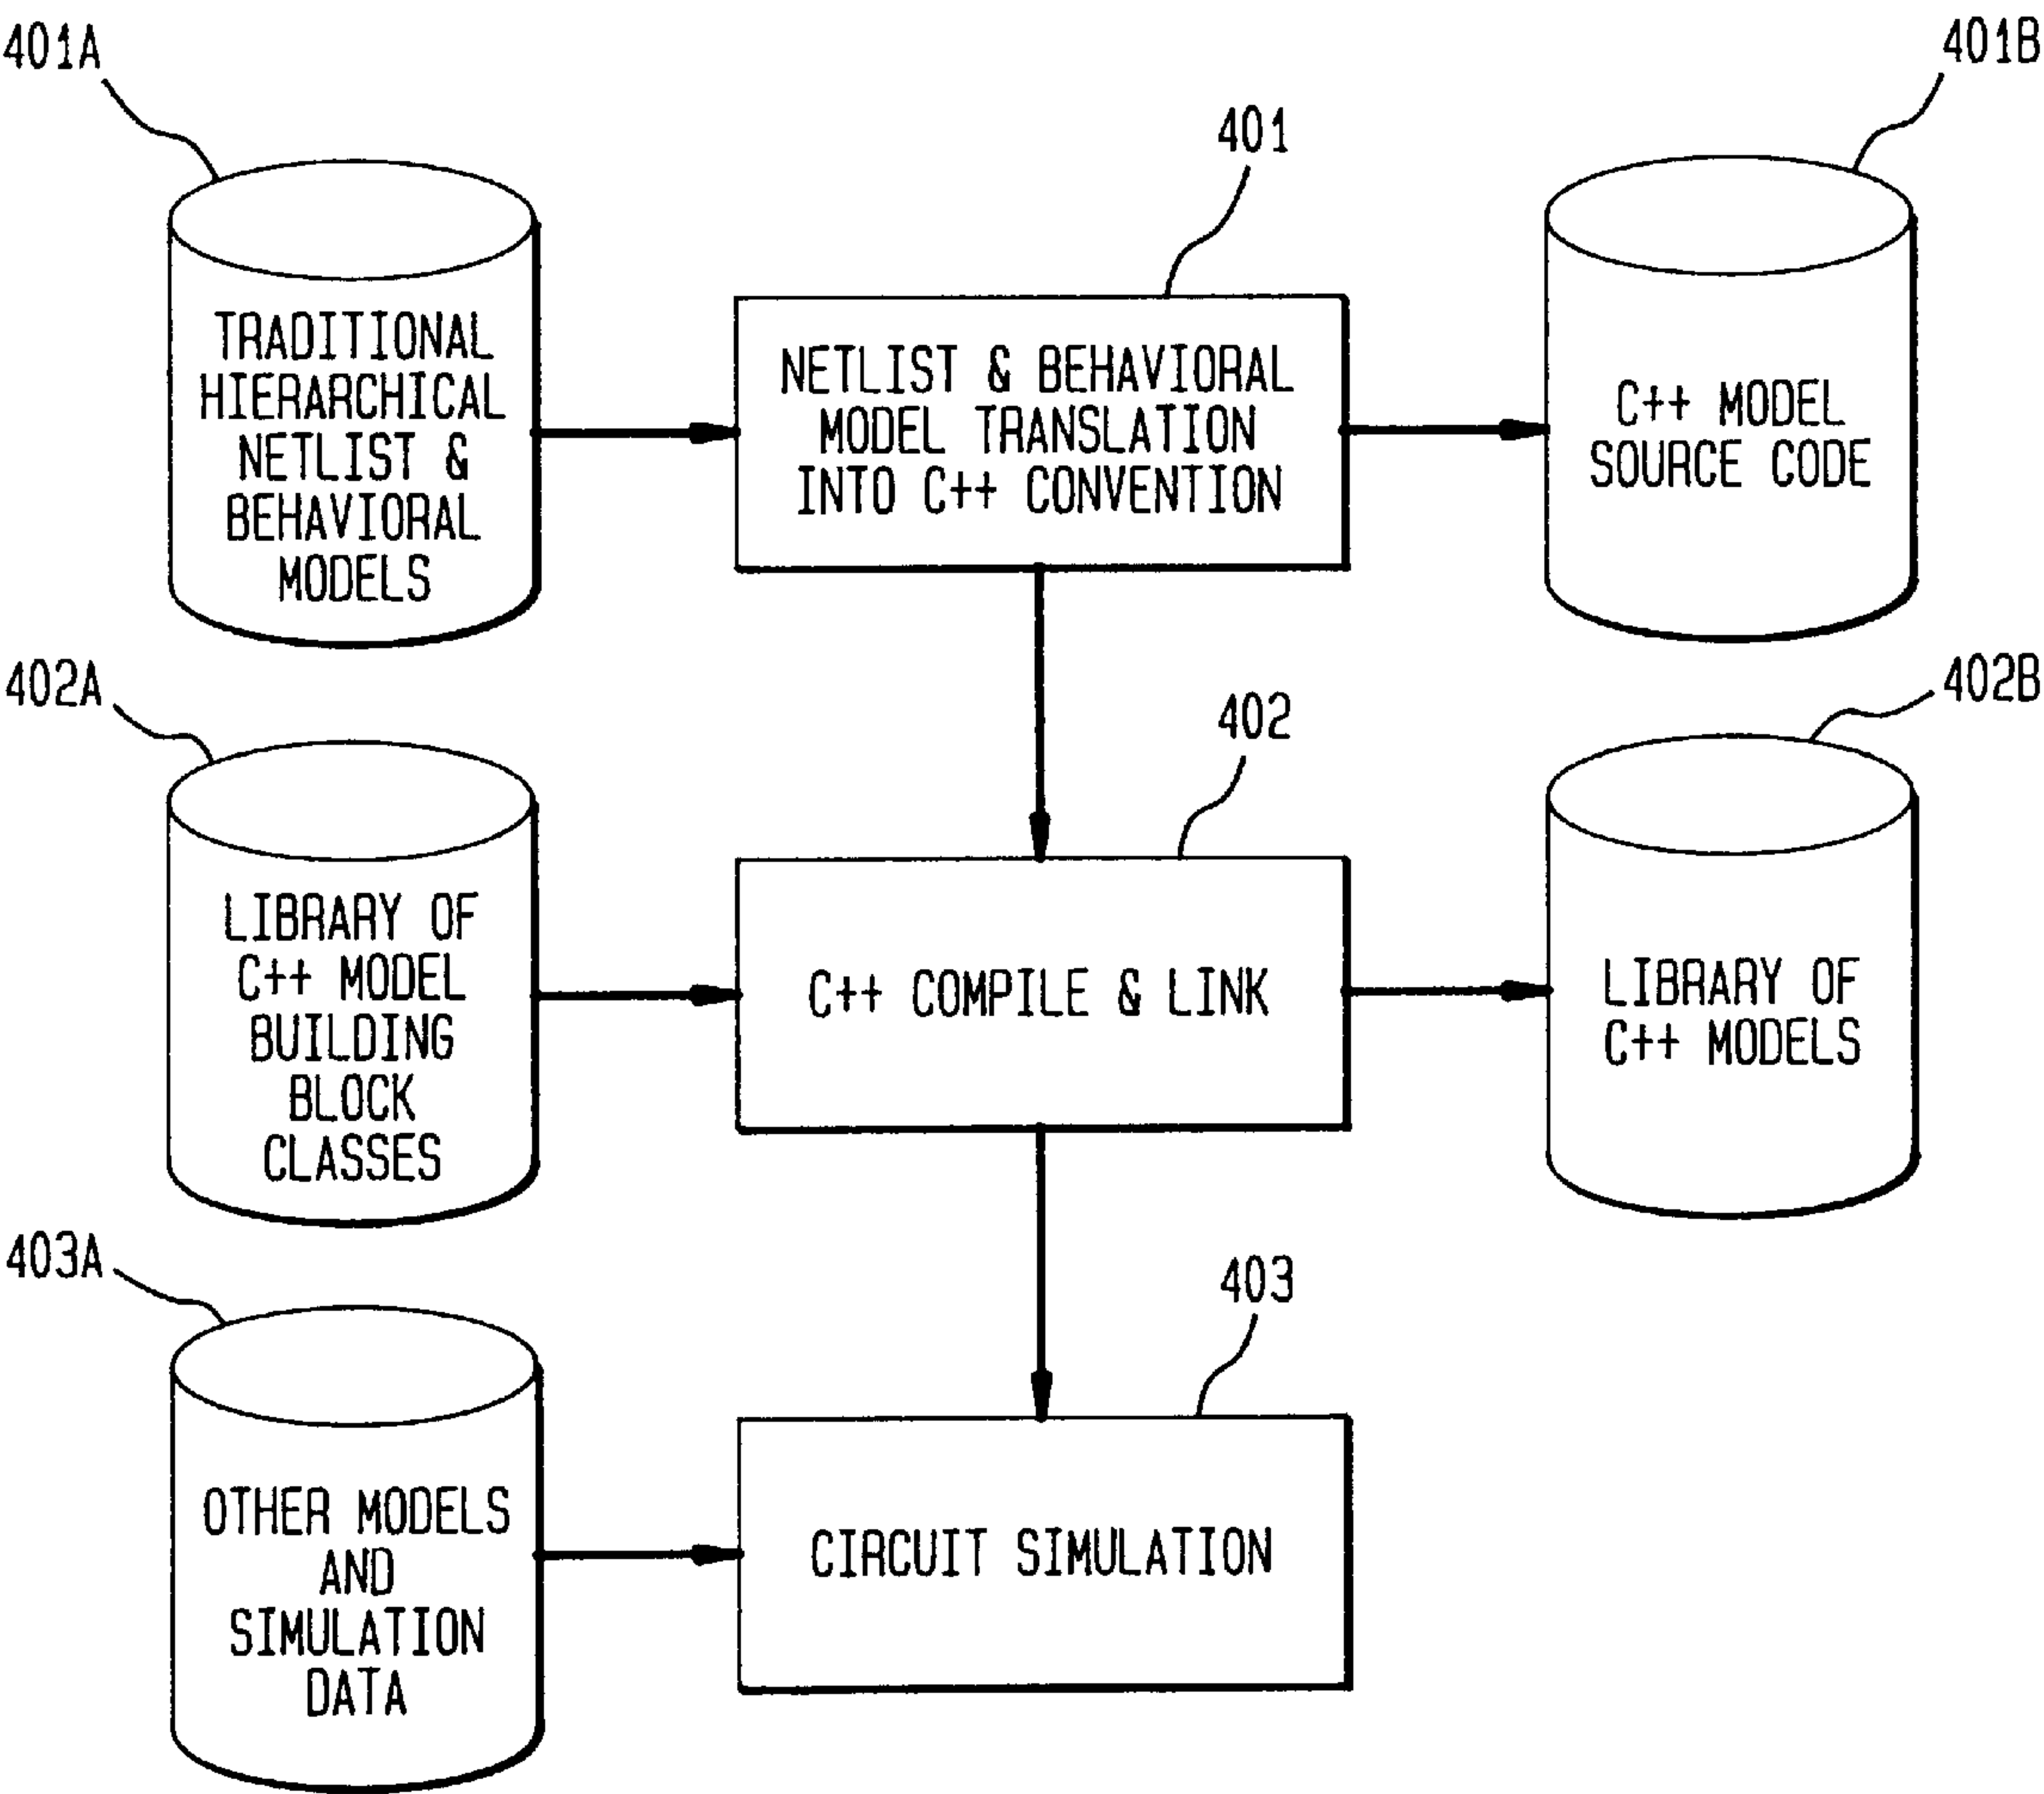 401A
401B
401
TRADITIONAL
HIERARCHICAL
NETLIST &
BEHAVIORAL
MODELS
NETLIST & BEHAVIORAL
MODEL TRANSLATION
INTO C++ CONVENTION
C++ MODEL
SOURCE CODE
402A
402B
402
LIBRARY OF
C++ MODEL
BUILDING
BLOCK
CLASSES
C++ COMPILE & LINK
LIBRARY OF
C++ MODELS
403A
403
OTHER MODELS
AND
SIMULATION
DATA
CIRCUIT SIMULATION